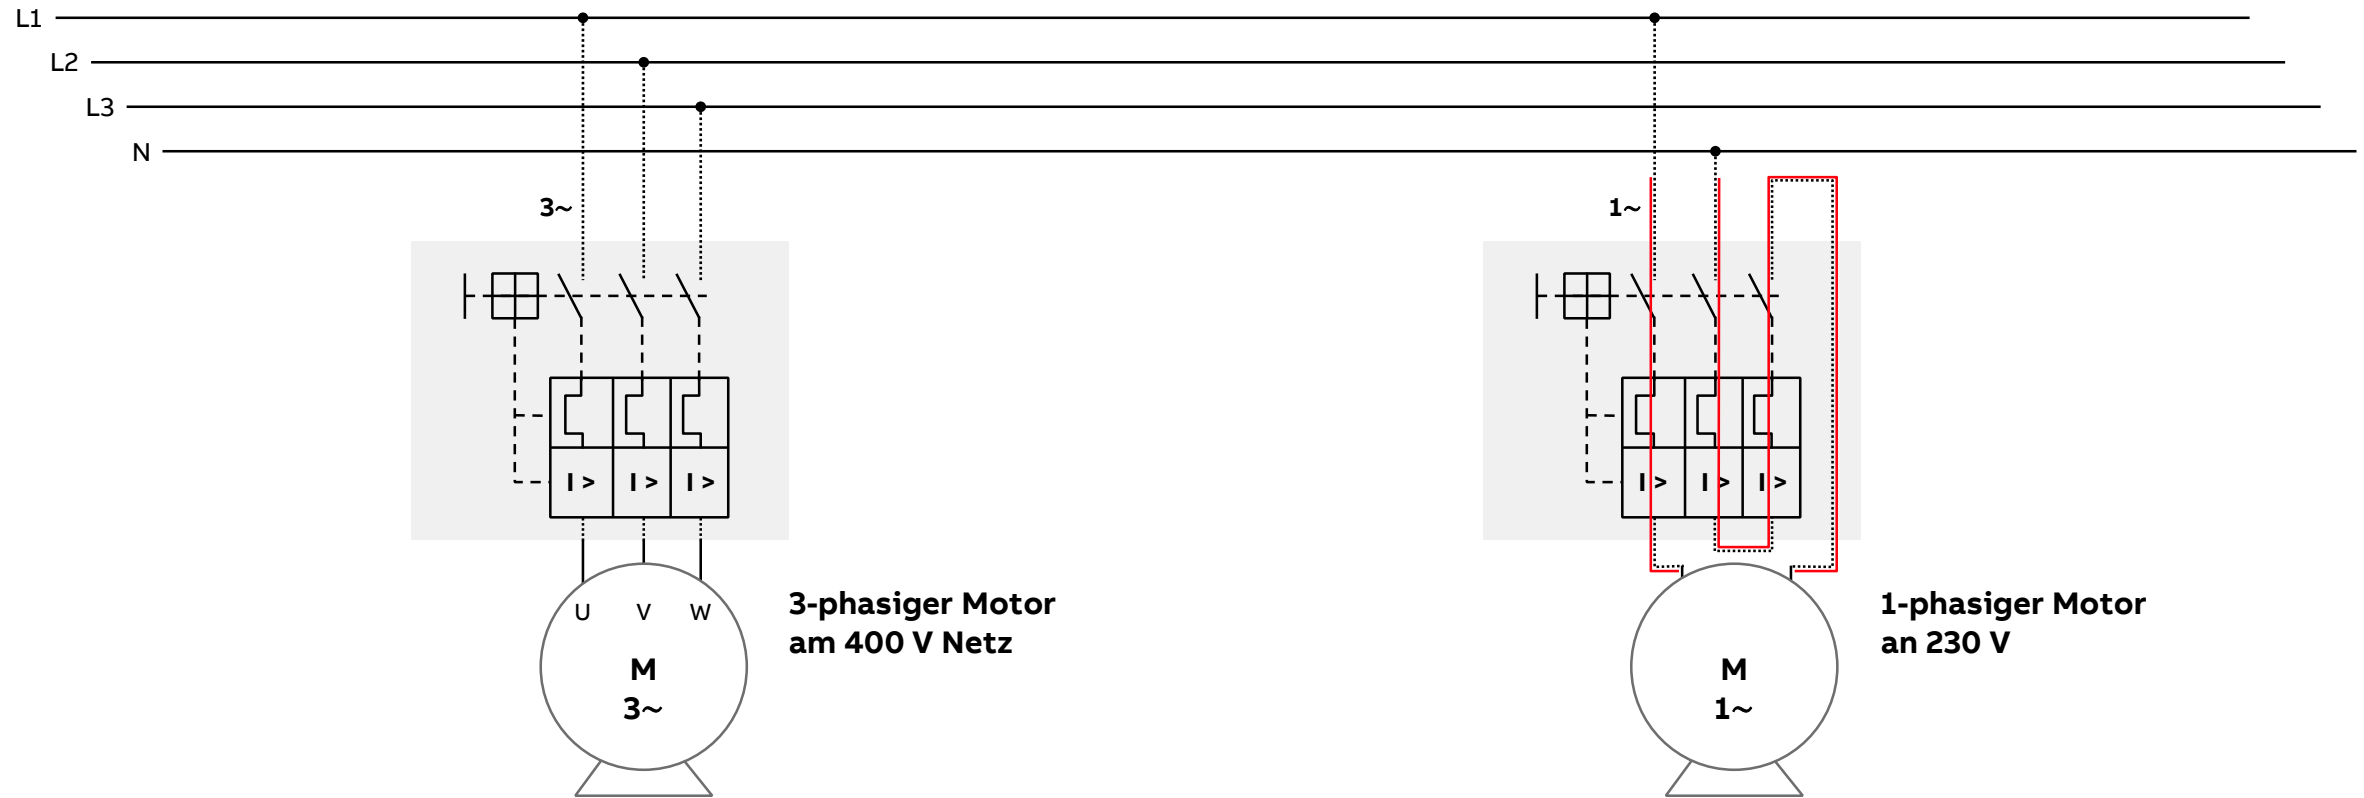 L1
L2
L3
N
3~
1~
I >
I >
I >
I >
I >
I >
U
V
W
M
3~
3-phasiger Motor
am 400 V Netz
M
1~
1-phasiger Motor
an 230 V